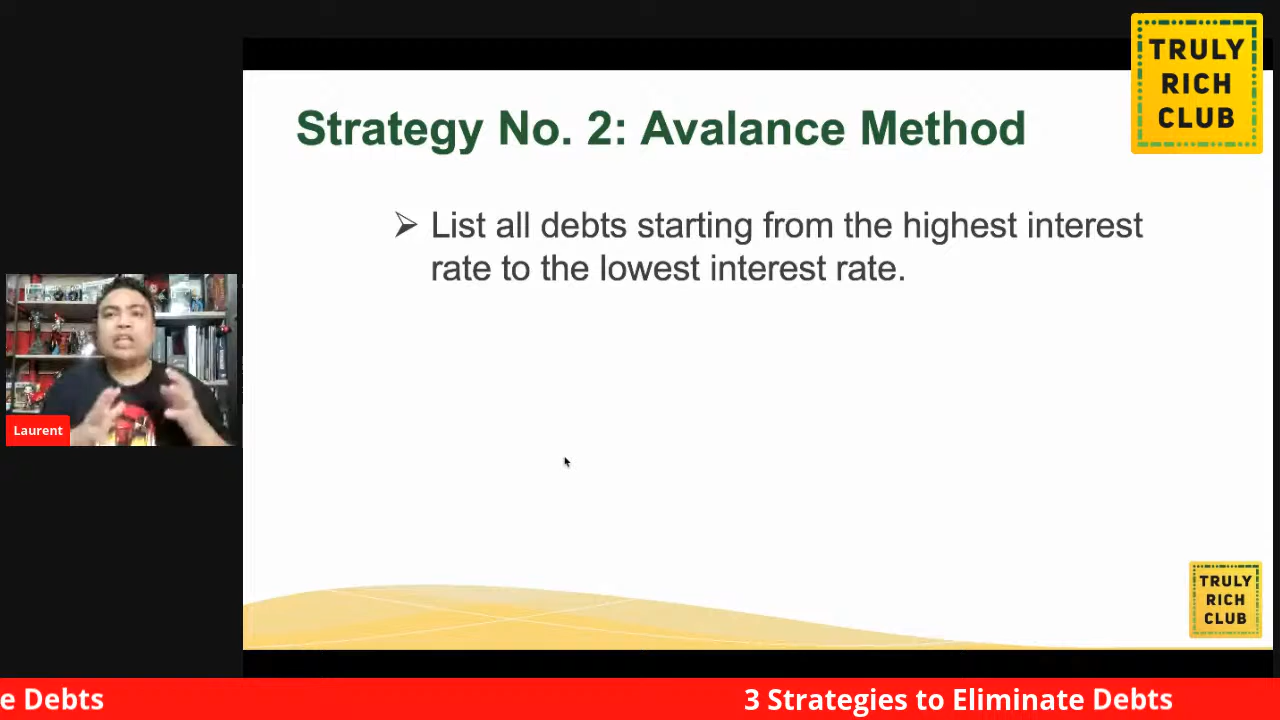 TRULY
RICH
CLUB
Strategy No. 2: Avalance Method
➢ List all debts starting from the highest interest
rate to the lowest interest rate.
Laurent
TRULY
RICH
CLUB
e Debts
3 Strategies to Eliminate Debts